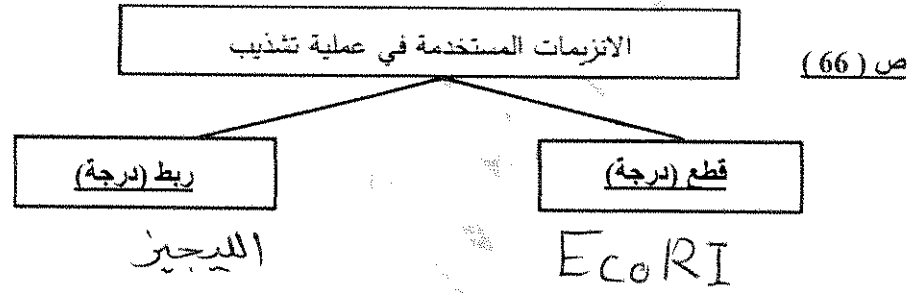 الانزيمات المستخدمة في عملية تشذيب
ص ( 66 )
قطع (درجة)
ربط (درجة)
EcoRI
الليجيز